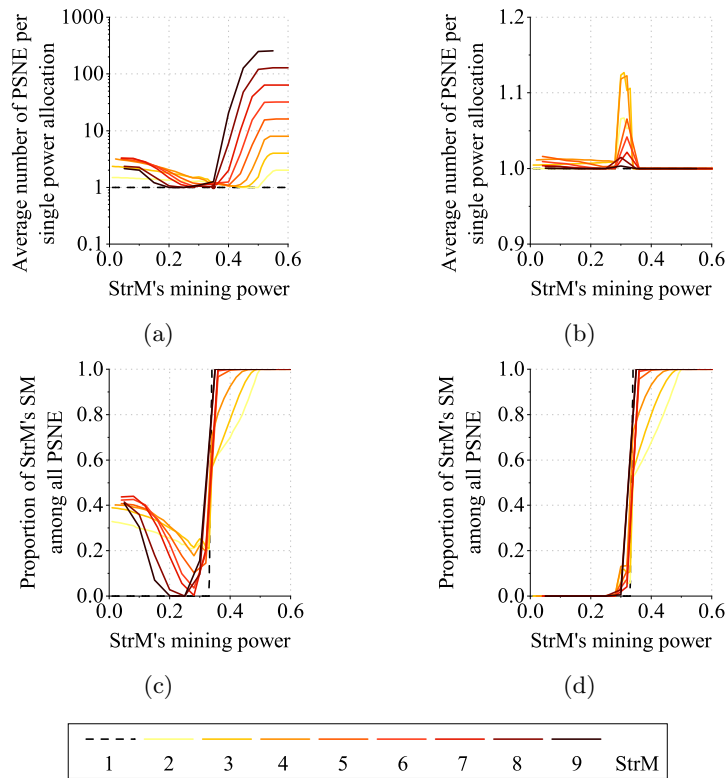 Average number of PSNE per
single power allocation
1000
100
10
1
0.1
0.0 0.2 0.4 0.6
StrM's mining power
(a)
Average number of PSNE per
single power allocation
1.2
1.1
1.0
0.9
0.0 0.2 0.4 0.6
StrM's mining power
(b)
Proportion of StrM's SM
among all PSNE
1.0
0.8
0.6
0.4
0.2
0.0
0.0 0.2 0.4 0.6
StrM's mining power
(c)
Proportion of StrM's SM
among all PSNE
1.0
0.8
0.6
0.4
0.2
0.0
0.0 0.2 0.4 0.6
StrM's mining power
(d)
1 2 3 4 5 6 7 8 9 StrM